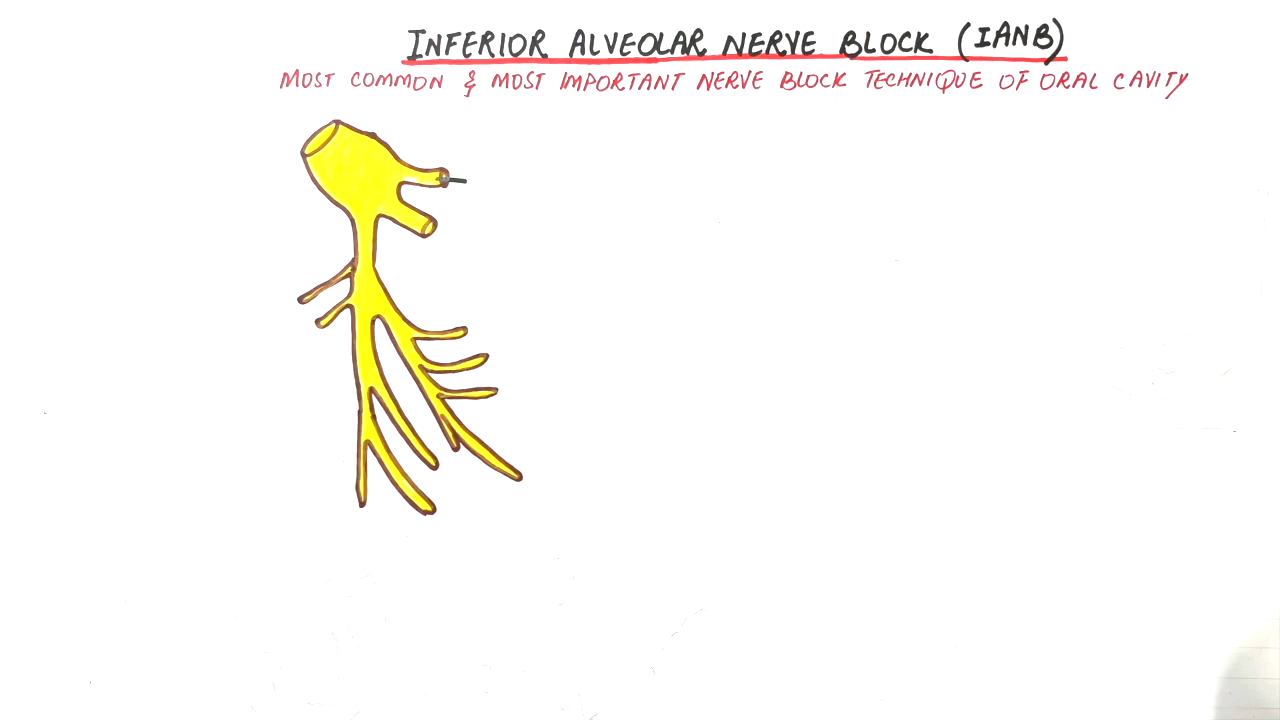 INFERIOR ALVEOLAR NERVE BLOCK (IANB)
MOST COMMON & MOST IMPORTANT NERVE BLOCK TECHNIQUE OF ORAL CAVITY